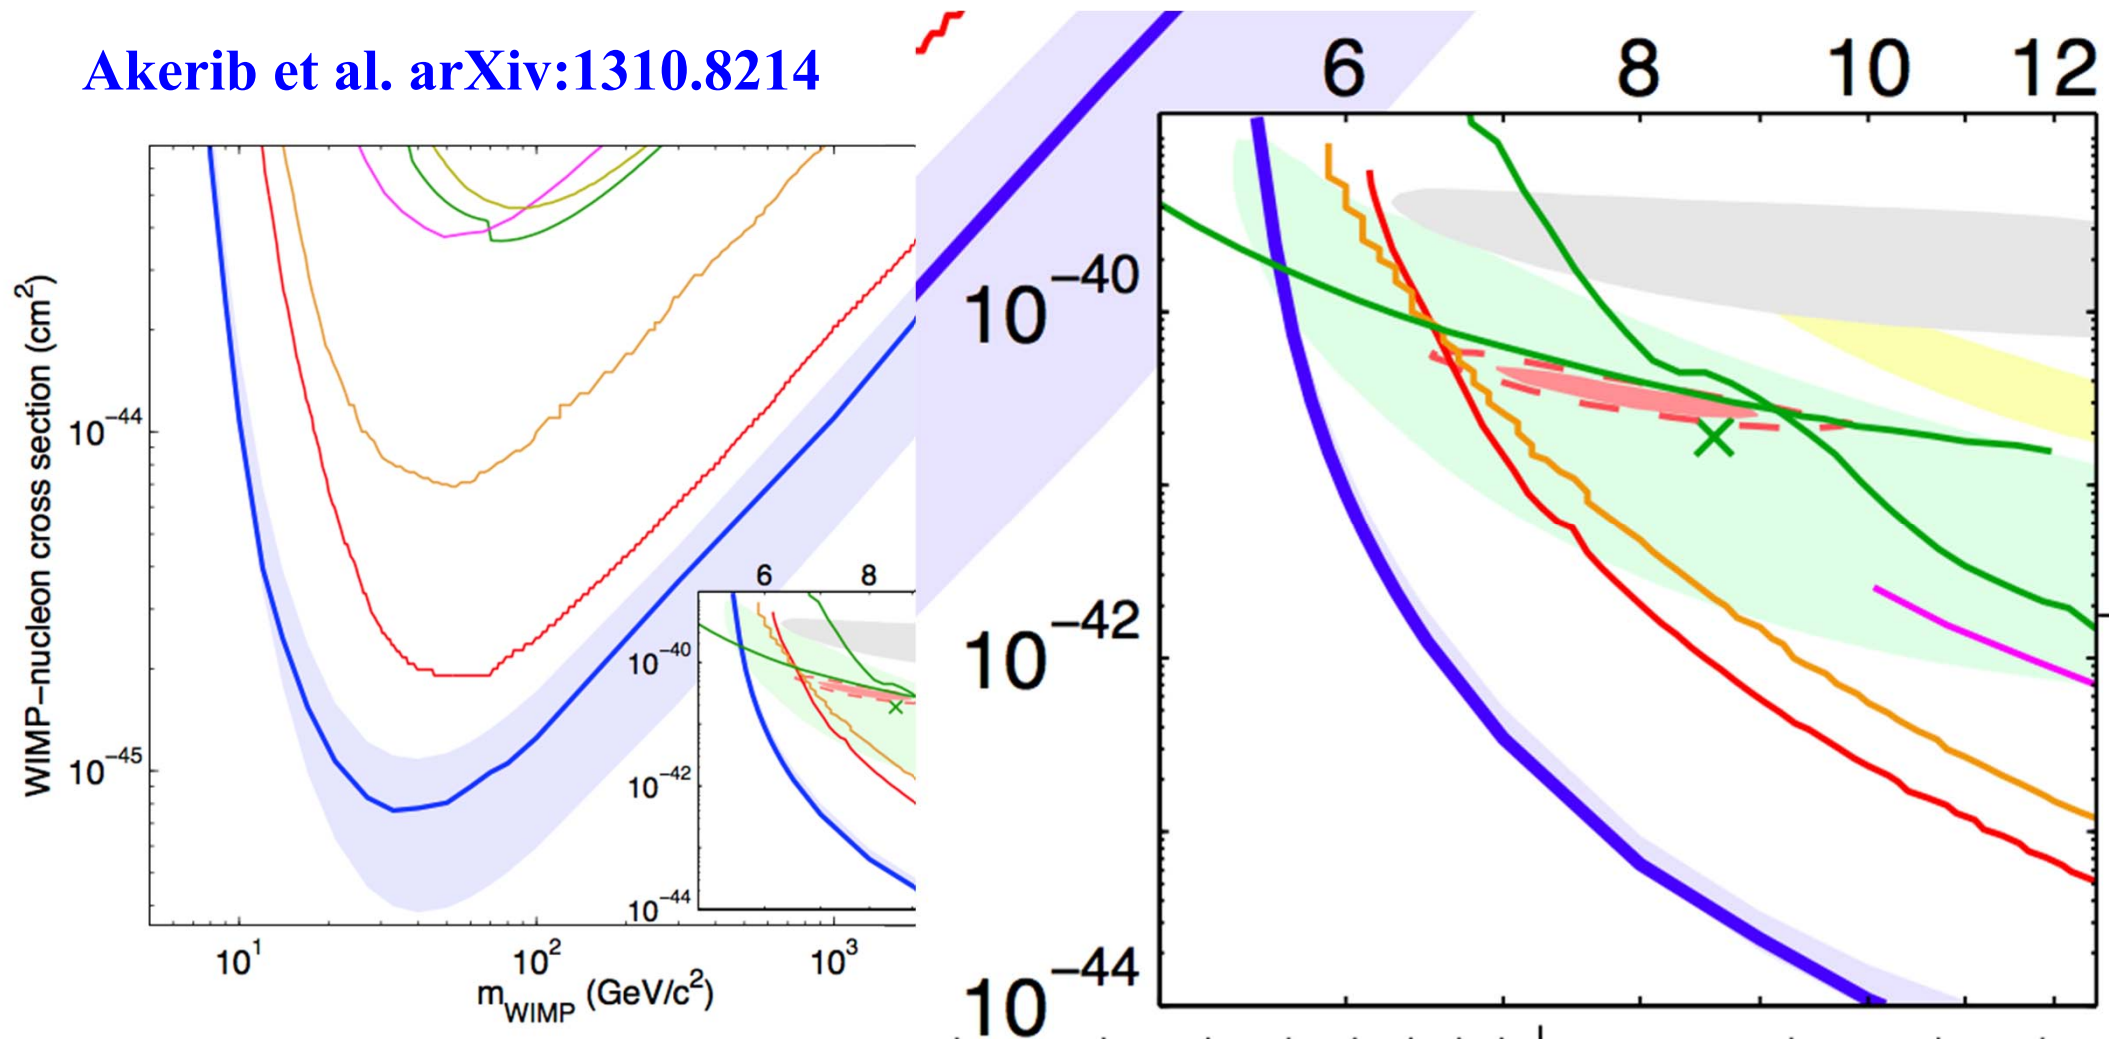 Akerib et al. arXiv:1310.8214
WIMP–nucleon cross section (cm²)
10⁻⁴⁴
10⁻⁴⁵
10¹ 10² 10³
m_WIMP (GeV/c²)
6 8
10⁻⁴⁰
10⁻⁴²
10⁻⁴⁴
6 8 10 12
10⁻⁴⁰
10⁻⁴²
10⁻⁴⁴